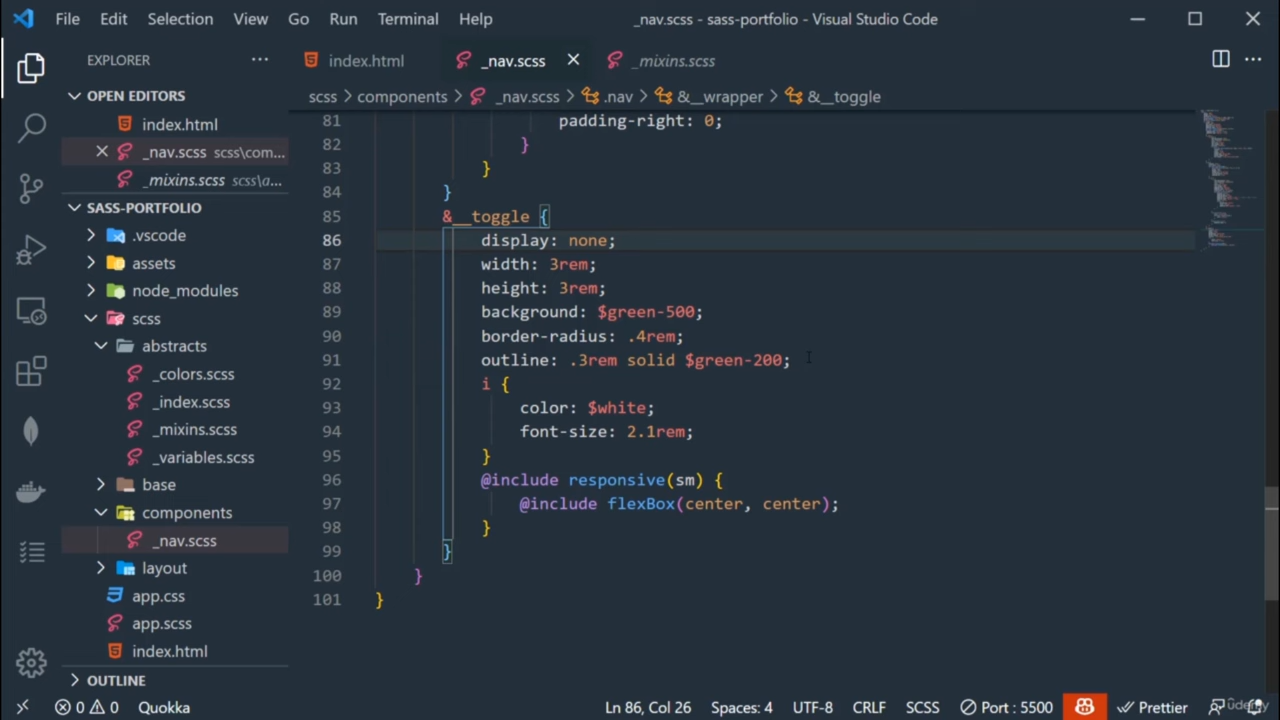 File Edit Selection View Go Run Terminal Help _nav.scss - sass-portfolio - Visual Studio Code
EXPLORER ...
index.html _nav.scss _mixins.scss
OPEN EDITORS
index.html
_nav.scss scss\com...
_mixins.scss scss\a...
SASS-PORTFOLIO
.vscode
assets
node_modules
scss
abstracts
_colors.scss
_index.scss
_mixins.scss
_variables.scss
base
components
_nav.scss
layout
app.css
app.scss
index.html
OUTLINE
scss > components > _nav.scss > .nav > &__wrapper > &__toggle
81 padding-right: 0;
82 }
83 }
84 }
85 &__toggle {
86 display: none;
87 width: 3rem;
88 height: 3rem;
89 background: $green-500;
90 border-radius: .4rem;
91 outline: .3rem solid $green-200;
92 i {
93 color: $white;
94 font-size: 2.1rem;
95 }
96 @include responsive(sm) {
97 @include flexBox(center, center);
98 }
99 }
100 }
101 }
0 0 Quokka Ln 86, Col 26 Spaces: 4 UTF-8 CRLF SCSS Port : 5500 Prettier
udemy